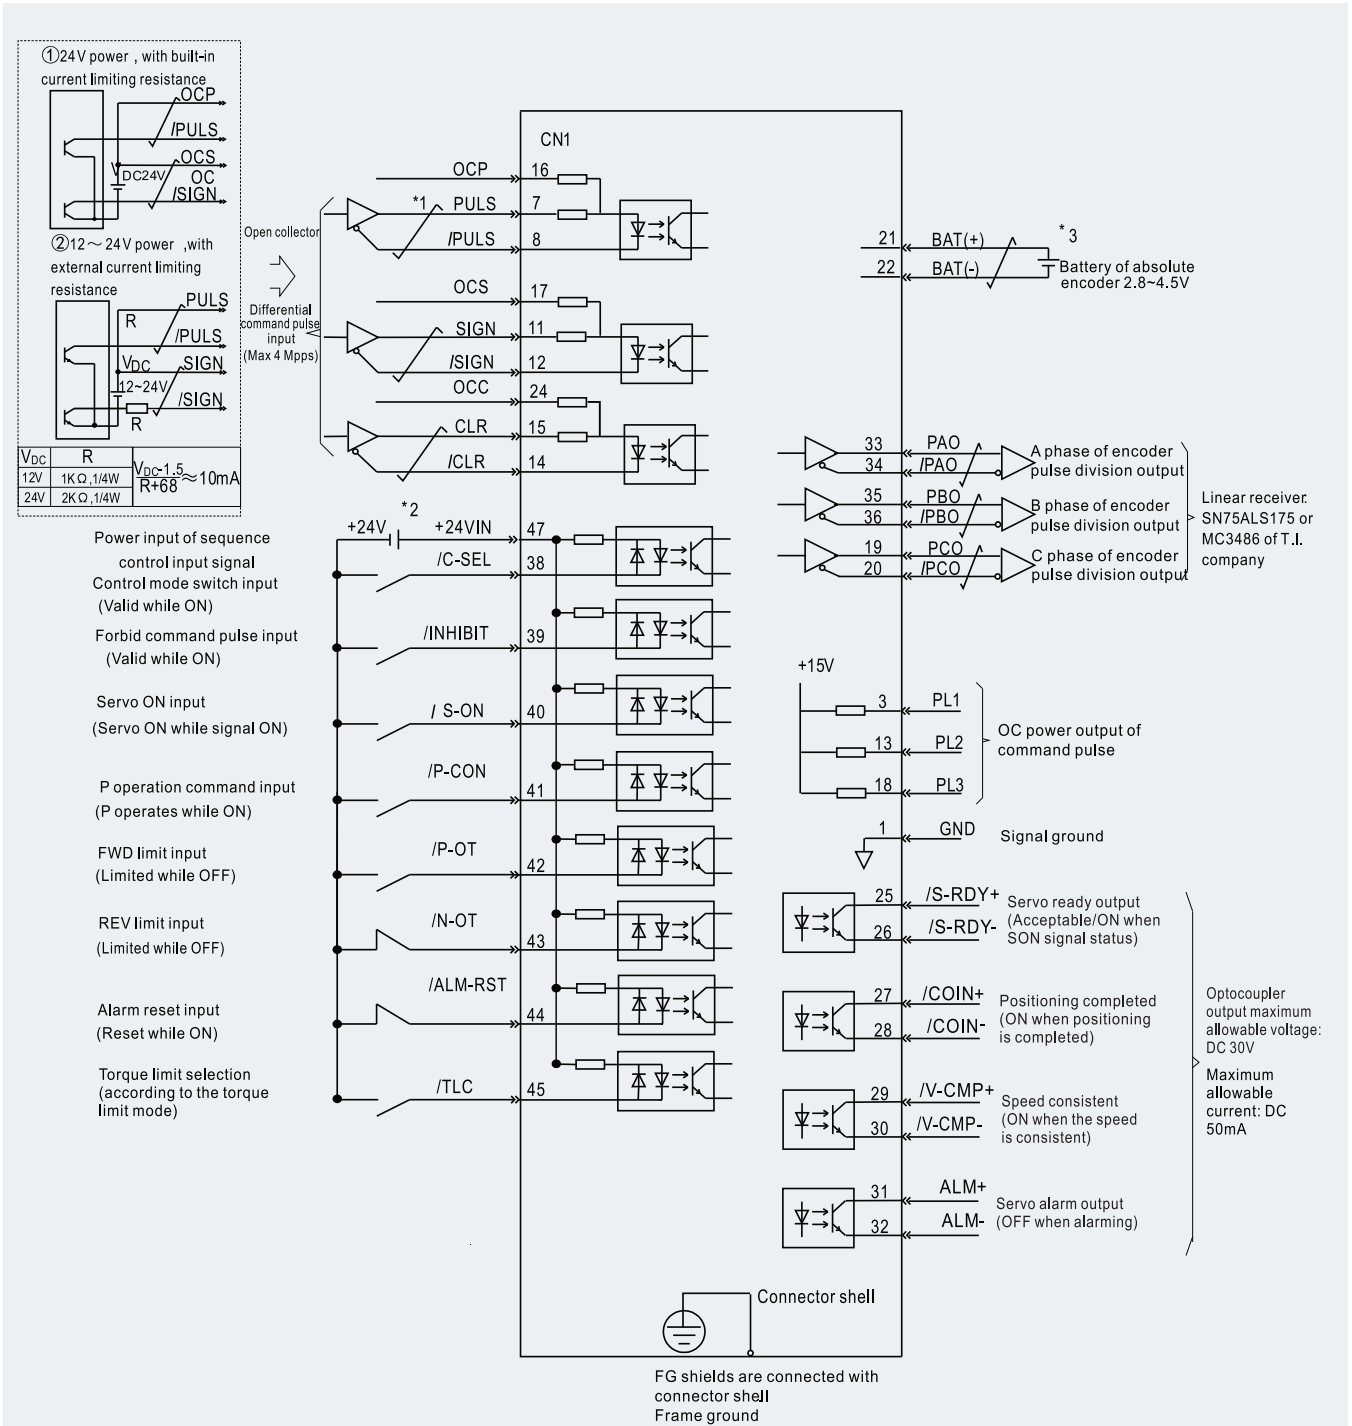 ①24V power , with built-in
current limiting resistance
OCP
/PULS
OCS
V
DC24V
OC
/SIGN
②12～24V power ,with
external current limiting
resistance
PULS
R
/PULS
VDC
SIGN
12~24V
/SIGN
R
VDC R VDC-1.5
R+68 ≈10mA
12V 1KΩ,1/4W
24V 2KΩ,1/4W
Open collector
Differential
command pulse
input
(Max 4 Mpps)
CN1
OCP 16
*1 PULS 7
/PULS 8
OCS 17
SIGN 11
/SIGN 12
OCC 24
CLR 15
/CLR 14
*2
+24V +24VIN 47
/C-SEL 38
/INHIBIT 39
/ S-ON 40
/P-CON 41
/P-OT 42
/N-OT 43
/ALM-RST 44
/TLC 45
Power input of sequence
control input signal
Control mode switch input
(Valid while ON)
Forbid command pulse input
(Valid while ON)
Servo ON input
(Servo ON while signal ON)
P operation command input
(P operates while ON)
FWD limit input
(Limited while OFF)
REV limit input
(Limited while OFF)
Alarm reset input
(Reset while ON)
Torque limit selection
(according to the torque
limit mode)
21 BAT(+) *3
22 BAT(-)
Battery of absolute
encoder 2.8~4.5V
33 PAO
34 /PAO
A phase of encoder
pulse division output
35 PBO
36 /PBO
B phase of encoder
pulse division output
19 PCO
20 /PCO
C phase of encoder
pulse division output
Linear receiver:
SN75ALS175 or
MC3486 of T.I.
company
+15V
3 PL1
13 PL2
18 PL3
OC power output of
command pulse
1 GND Signal ground
25 /S-RDY+
26 /S-RDY-
Servo ready output
(Acceptable/ON when
SON signal status)
27 /COIN+
28 /COIN-
Positioning completed
(ON when positioning
is completed)
29 /V-CMP+
30 /V-CMP-
Speed consistent
(ON when the speed
is consistent)
31 ALM+
32 ALM-
Servo alarm output
(OFF when alarming)
Optocoupler
output maximum
allowable voltage:
DC 30V
Maximum
allowable
current: DC
50mA
Connector shell
FG shields are connected with
connector shell
Frame ground